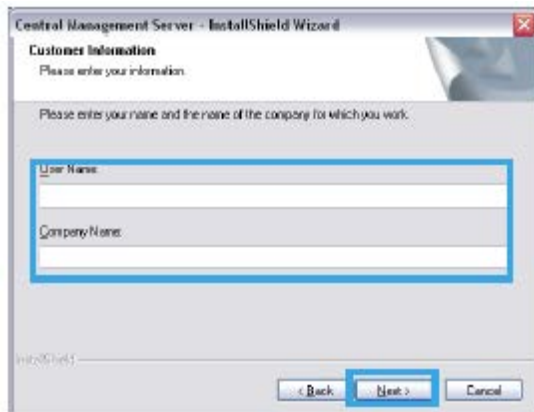 Central Management Server - InstallShield Wizard
Customer Information
Please enter your information.
Please enter your name and the name of the company for which you work.
User Name:
Company Name:
InstallShield
< Back Next > Cancel